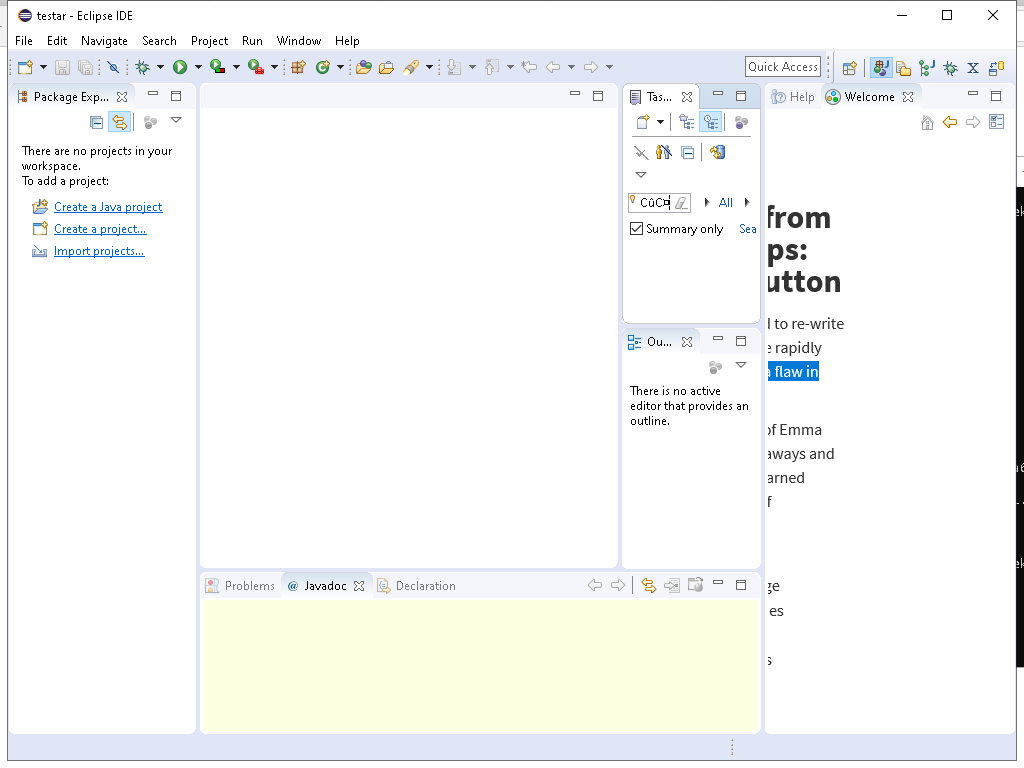 testar - Eclipse IDE
File Edit Navigate Search Project Run Window Help
Quick Access
Package Exp...
There are no projects in your
workspace.
To add a project:
Create a Java project
Create a project...
Import projects...
Tas...
CûC¤
All
Summary only Sea
Ou...
There is no active
editor that provides an
outline.
Help Welcome
from
ps:
utton
to re-write
rapidly
flaw in
of Emma
aways and
arned
f
ge
es
s
Problems @ Javadoc Declaration